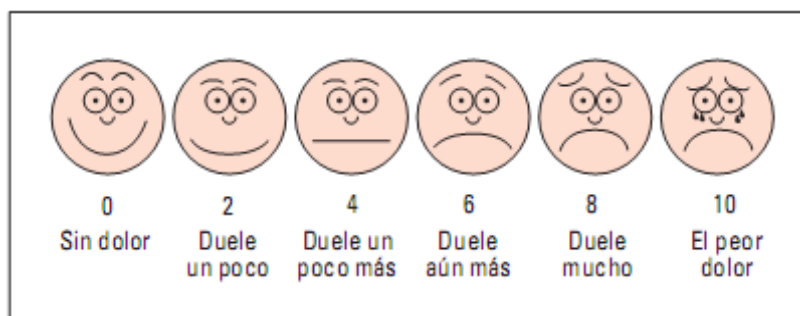 0 2 4 6 8 10
Sin dolor Duele Duele un Duele Duele El peor
un poco poco más aún más mucho dolor